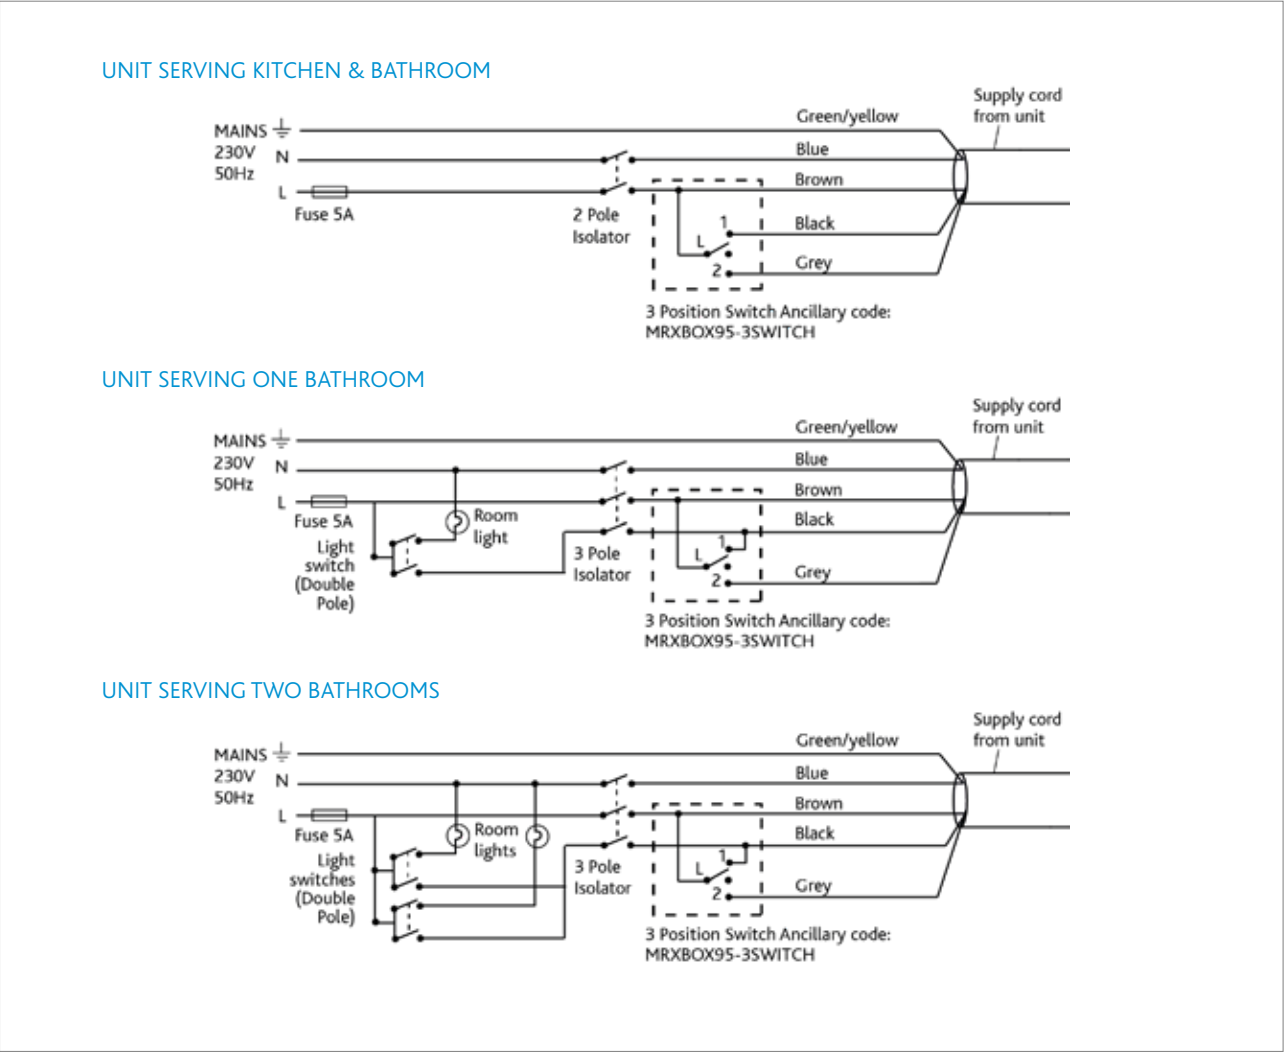 UNIT SERVING KITCHEN & BATHROOM
Supply cord
from unit
Green/yellow
MAINS
230V
50Hz
N
L
Fuse 5A
Blue
Brown
2 Pole
Isolator
1
L
2
Black
Grey
3 Position Switch Ancillary code:
MRXBOX95-3SWITCH
UNIT SERVING ONE BATHROOM
Supply cord
from unit
Green/yellow
MAINS
230V
50Hz
N
L
Fuse 5A
Blue
Brown
Black
Room
light
Light
switch
(Double
Pole)
3 Pole
Isolator
1
L
2
Grey
3 Position Switch Ancillary code:
MRXBOX95-3SWITCH
UNIT SERVING TWO BATHROOMS
Supply cord
from unit
Green/yellow
MAINS
230V
50Hz
N
L
Fuse 5A
Blue
Brown
Black
Room
lights
Light
switches
(Double
Pole)
3 Pole
Isolator
1
L
2
Grey
3 Position Switch Ancillary code:
MRXBOX95-3SWITCH